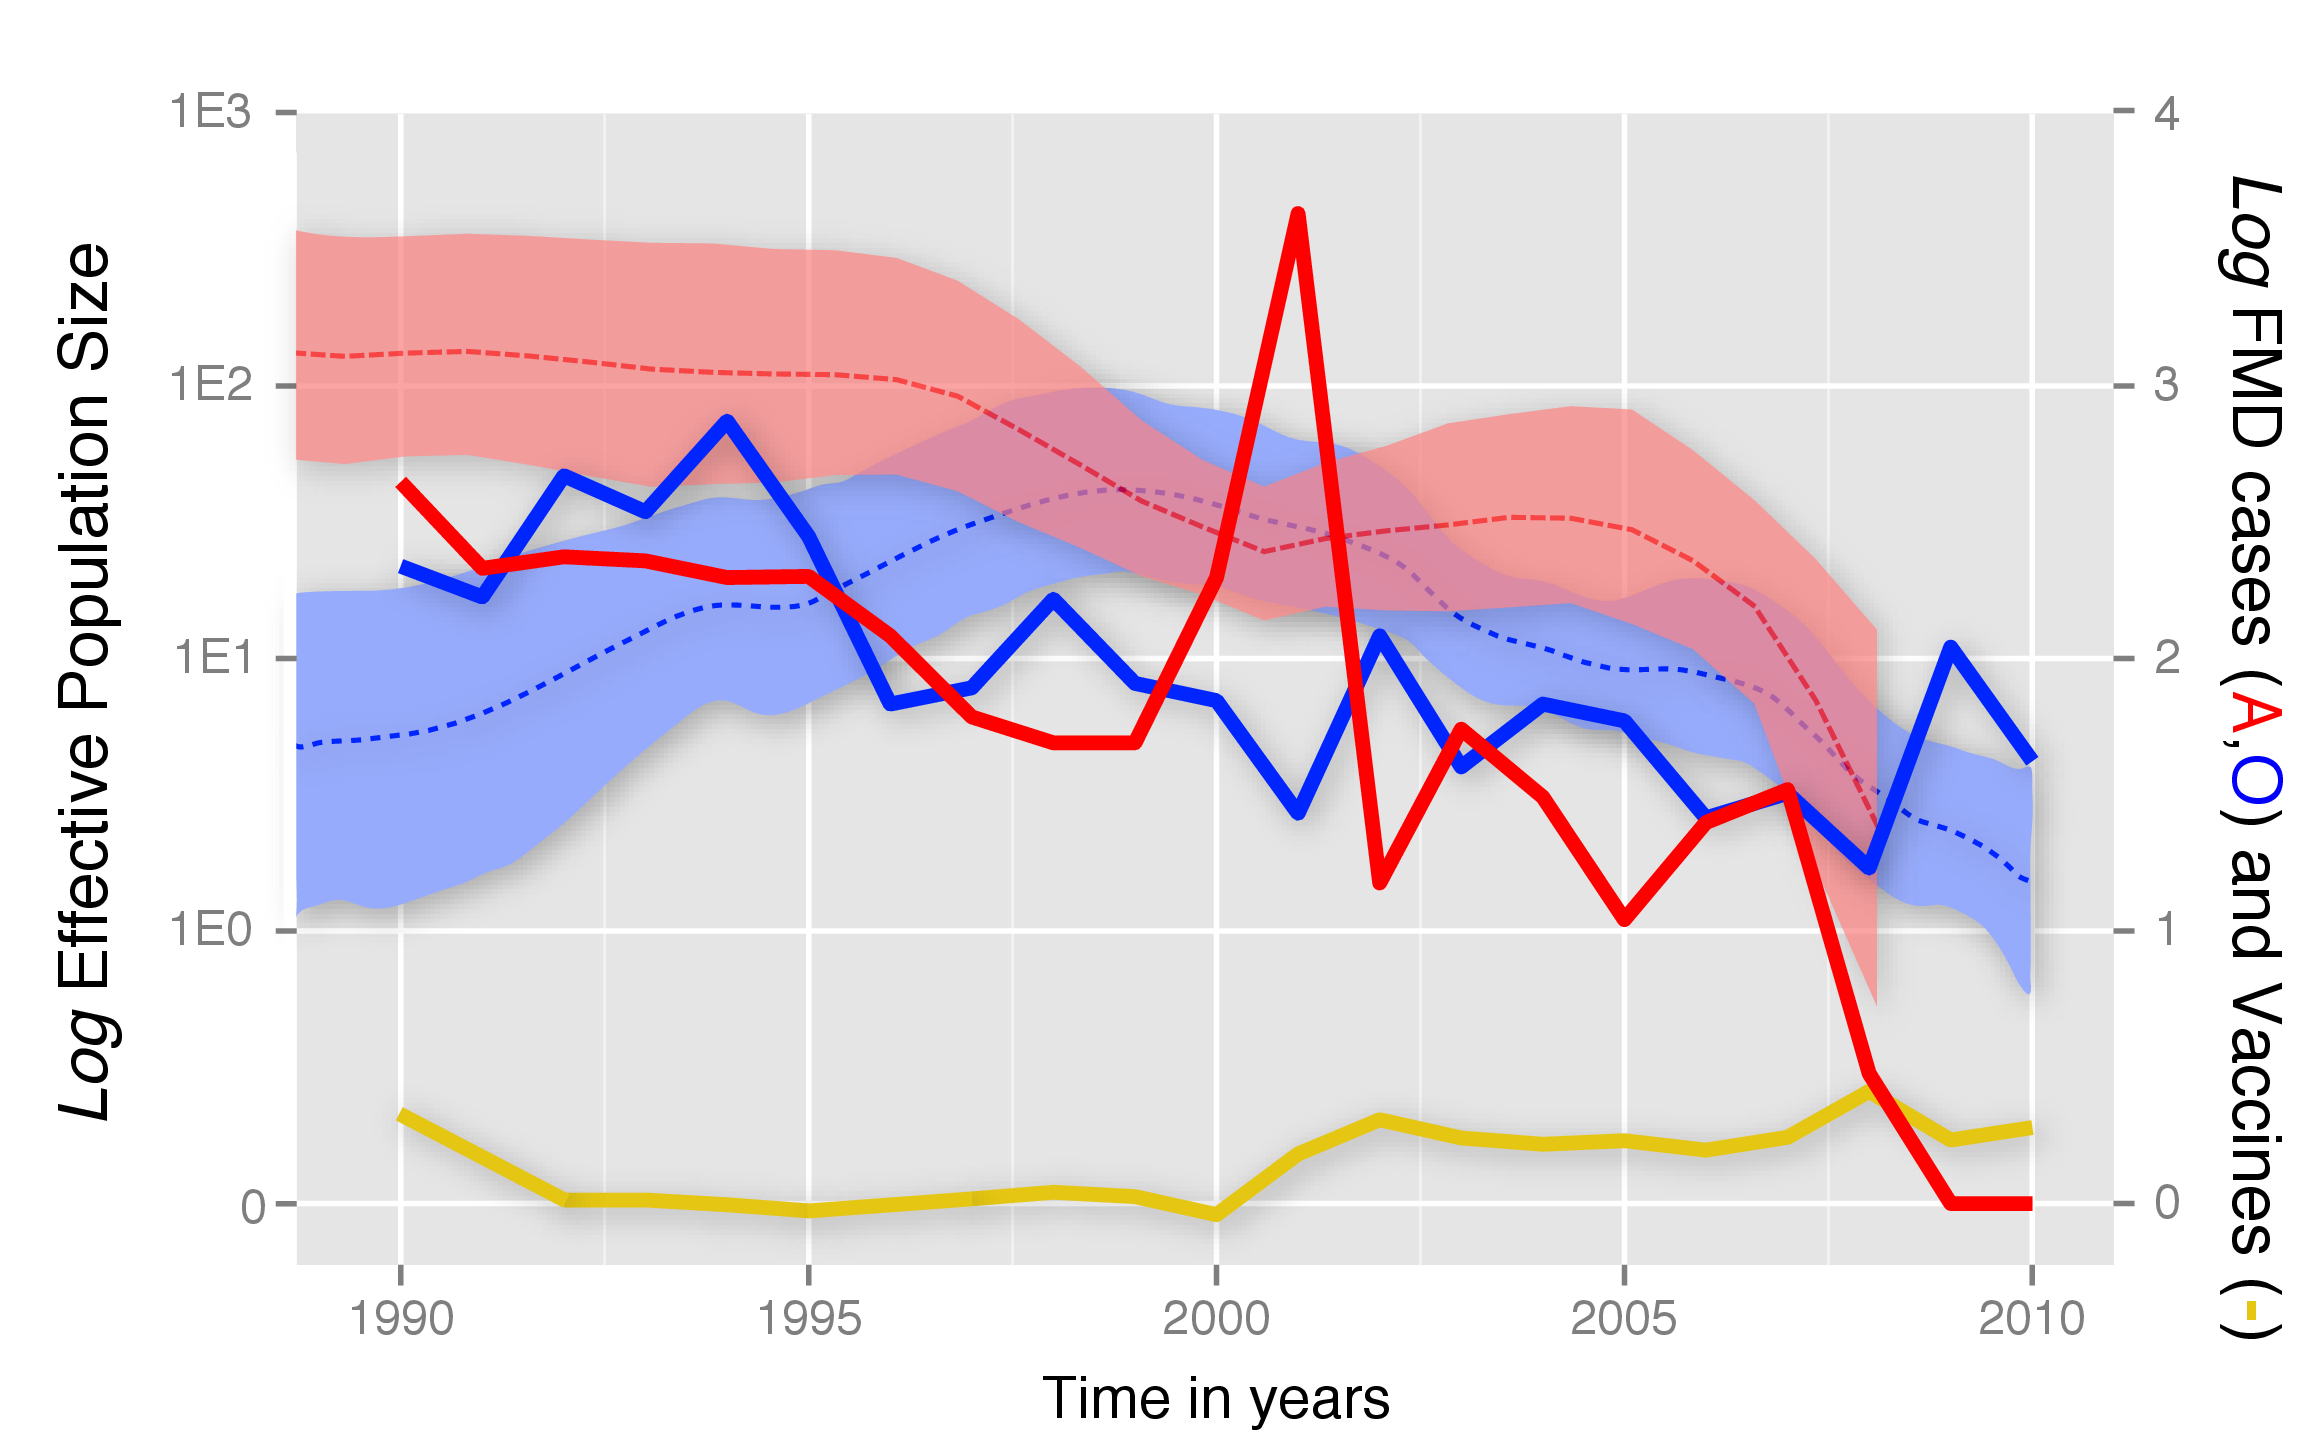 Log Effective Population Size
1E3
1E2
1E1
1E0
0
4
3
2
1
0
Log FMD cases (A,O) and Vaccines (-)
1990 1995 2000 2005 2010
Time in years